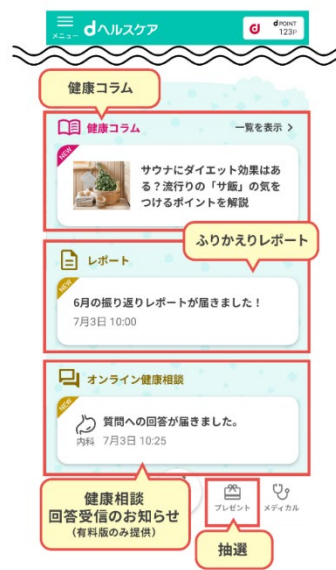 メニュー
dヘルスケア
d
d POINT
123P
健康コラム
健康コラム
一覧を表示 >
NEW
サウナにダイエット効果はあ
る？流行りの「サ飯」の気を
つけるポイントを解説
ふりかえりレポート
レポート
NEW
6月の振り返りレポートが届きました！
7月3日 10:00
オンライン健康相談
NEW
質問への回答が届きました。
内科 7月3日 10:25
健康相談
回答受信のお知らせ
(有料版のみ提供)
プレゼント
メディカル
抽選